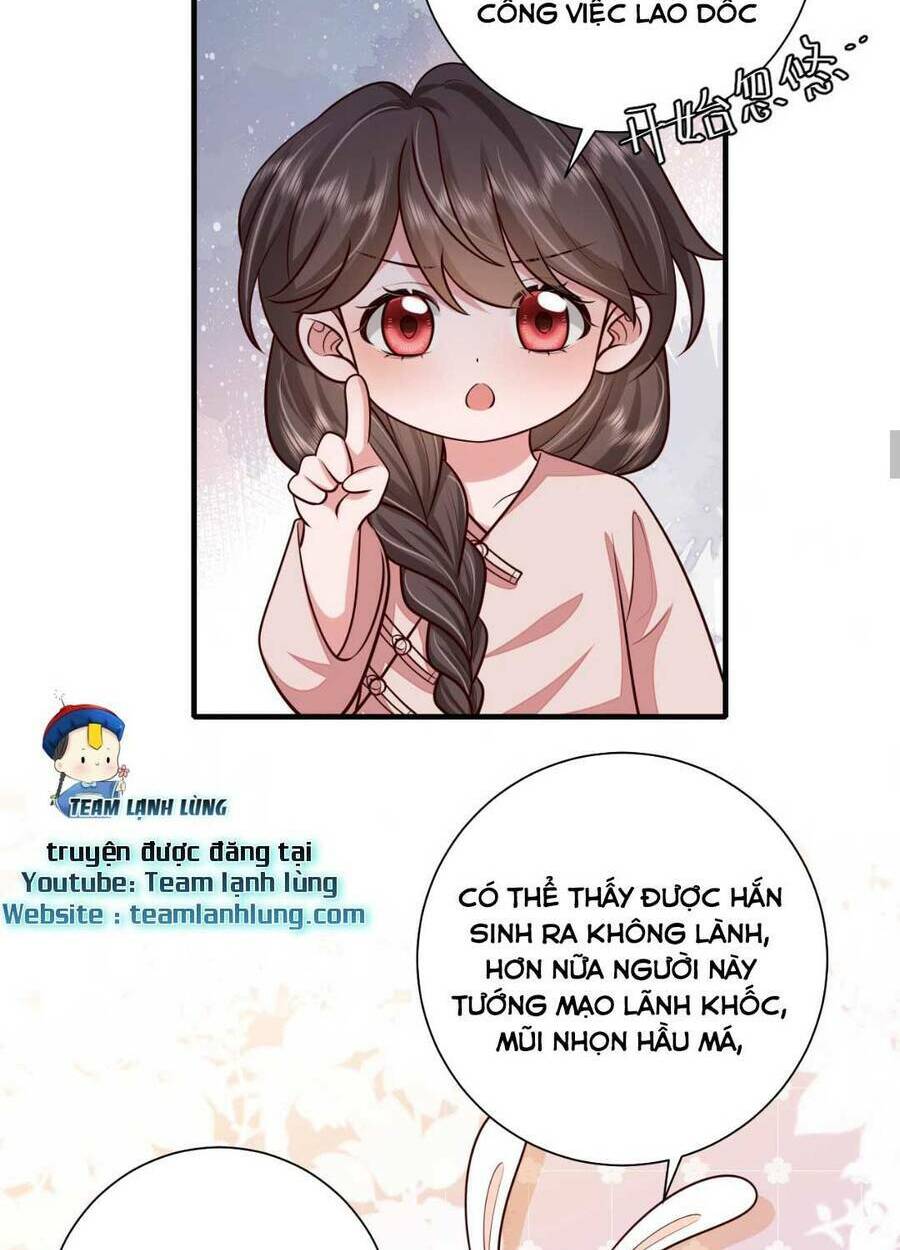 CÔNG VIỆC LAO DỐC
开始忽悠..
TEAM LẠNH LÙNG
truyện được đăng tại
Youtube: Team lạnh lùng
Website : teamlanhlung.com
CÓ THỂ THẤY ĐƯỢC HẮN
SINH RA KHÔNG LÀNH,
HƠN NỮA NGƯỜI NÀY
TƯỚNG MẠO LÃNH KHỐC,
MŨI NHỌN HẦU MÁ,